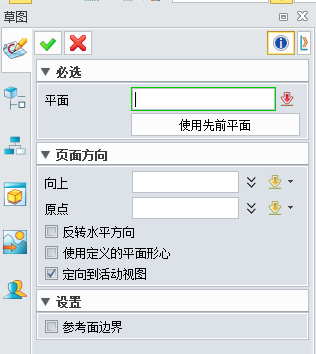 草图
必选
平面
使用先前平面
页面方向
向上
原点
反转水平方向
使用定义的平面形心
定向到活动视图
设置
参考面边界